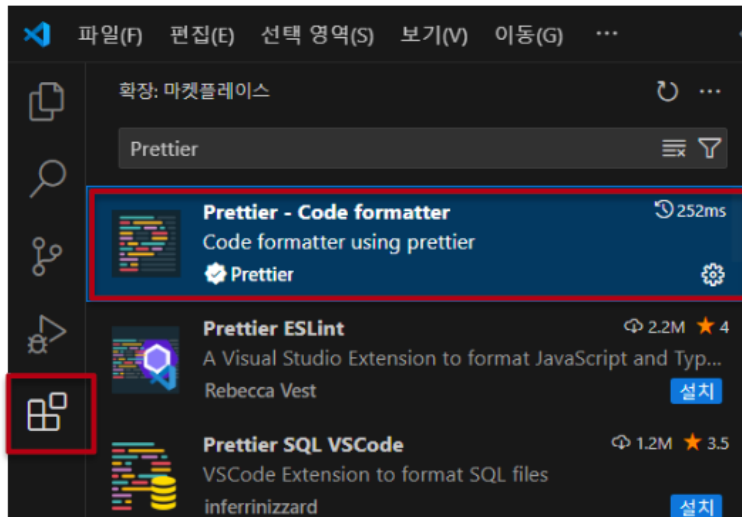 파일(F) 편집(E) 선택 영역(S) 보기(V) 이동(G) ···
확장: 마켓플레이스
Prettier
Prettier - Code formatter 252ms
Code formatter using prettier
Prettier
Prettier ESLint 2.2M ★ 4
A Visual Studio Extension to format JavaScript and Typ...
Rebecca Vest 설치
Prettier SQL VSCode 1.2M ★ 3.5
VSCode Extension to format SQL files
inferrinizzard 설치